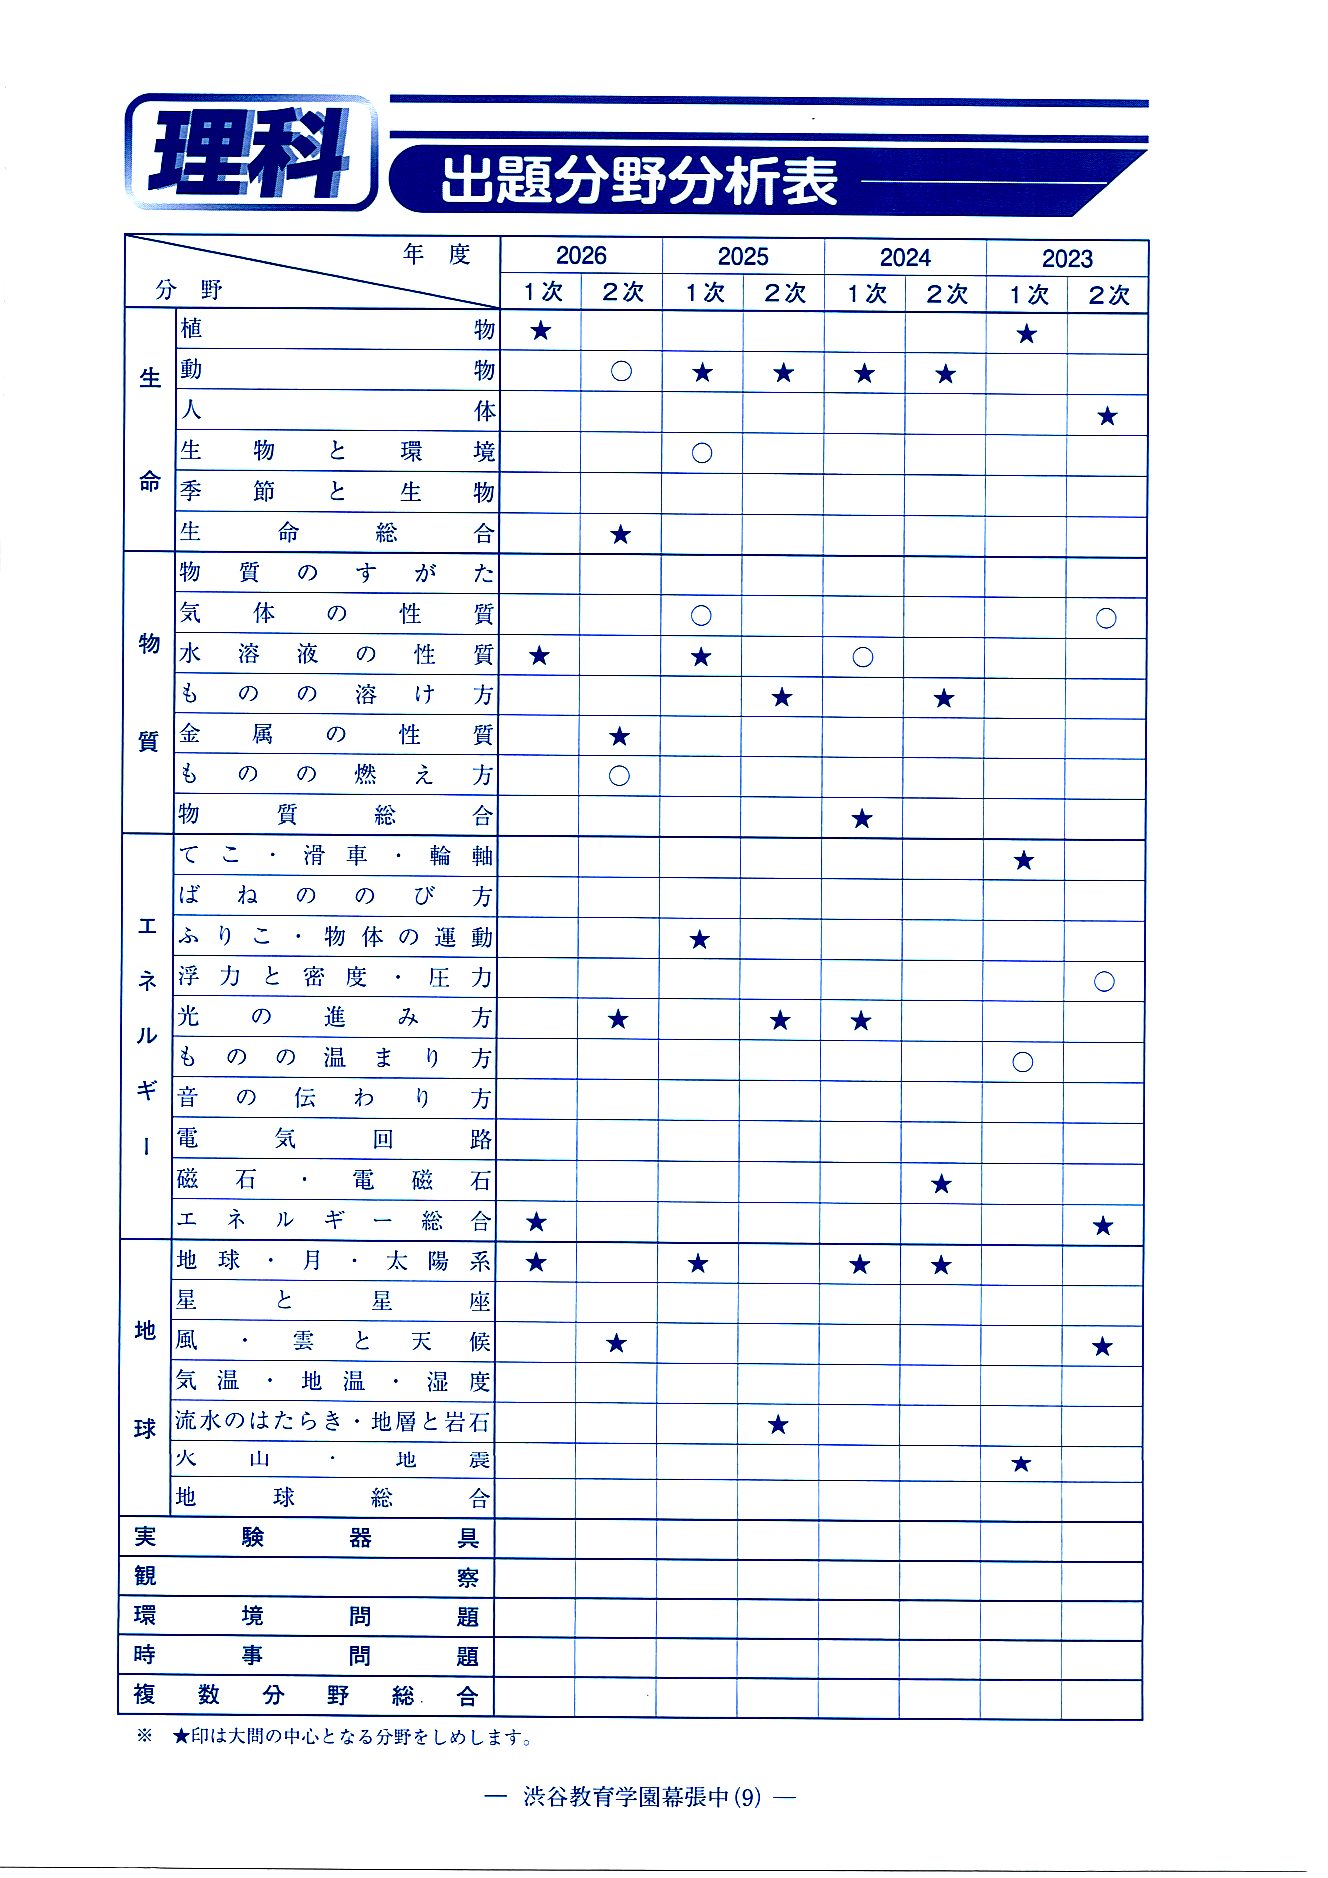 理科
出題分野分析表
年度 2026 2025 2024 2023
分野 1次 2次 1次 2次 1次 2次 1次 2次
生命
植物 ★ ★
動物 ○ ★ ★ ★ ★
人体 ★
生物と環境 ○
季節と生物
生命総合 ★
物質
物質のすがた
気体の性質 ○ ○
水溶液の性質 ★ ★ ○
ものの溶け方 ★ ★
金属の性質 ★
ものの燃え方 ○
物質総合 ★
エネルギー
てこ・滑車・輪軸 ★
ばねののび方
ふりこ・物体の運動 ★
浮力と密度・圧力 ○
光の進み方 ★ ★ ★
ものの温まり方 ○
音の伝わり方
電気回路
磁石・電磁石 ★
エネルギー総合 ★ ★
地球
地球・月・太陽系 ★ ★ ★ ★
星と星座
風・雲と天候 ★ ★
気温・地温・湿度
流水のはたらき・地層と岩石 ★
火山・地震 ★
地球総合
実験器具
観察
環境問題
時事問題
複数分野総合
※ ★印は大問の中心となる分野をしめします。
— 渋谷教育学園幕張中(9) —